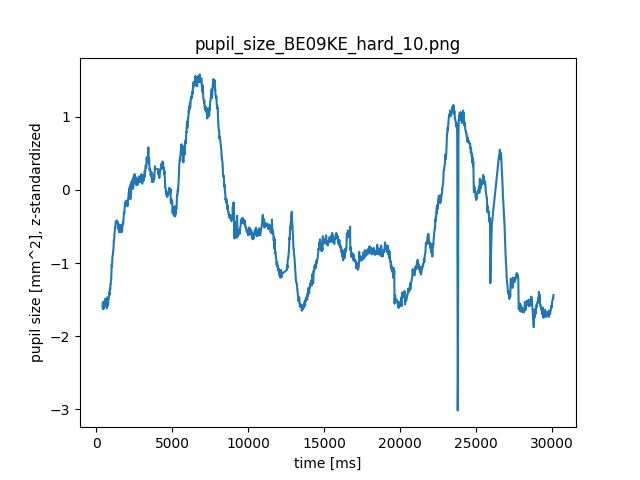 pupil_size_BE09KE_hard_10.png
pupil size [mm^2], z-standardized
1
0
−1
−2
−3
0 5000 10000 15000 20000 25000 30000
time [ms]